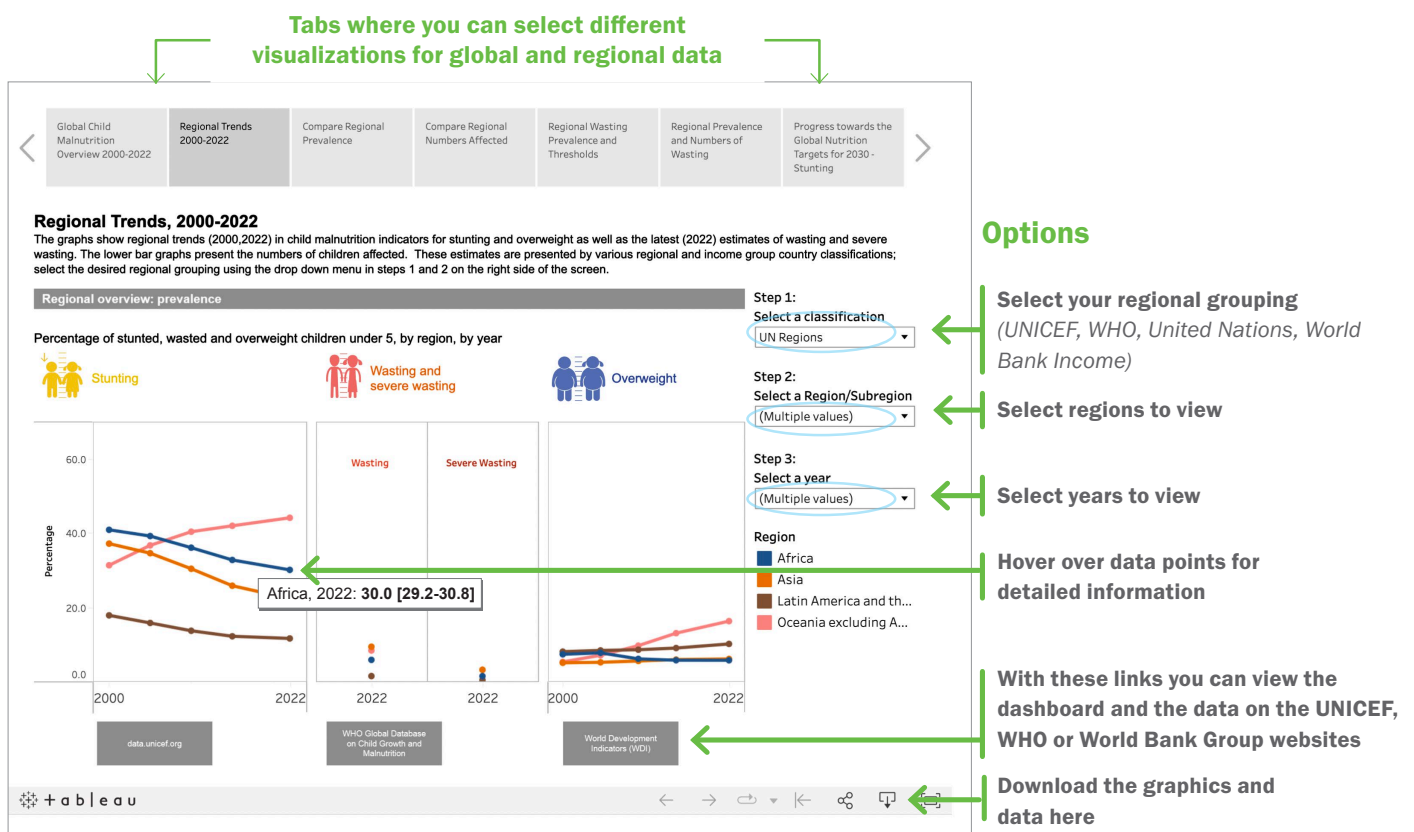 Tabs where you can select different
visualizations for global and regional data
Global Child
Malnutrition
Overview 2000-2022
Regional Trends
2000-2022
Compare Regional
Prevalence
Compare Regional
Numbers Affected
Regional Wasting
Prevalence and
Thresholds
Regional Prevalence
and Numbers of
Wasting
Progress towards the
Global Nutrition
Targets for 2030 -
Stunting
Regional Trends, 2000-2022
The graphs show regional trends (2000,2022) in child malnutrition indicators for stunting and overweight as well as the latest (2022) estimates of wasting and severe
wasting. The lower bar graphs present the numbers of children affected. These estimates are presented by various regional and income group country classifications;
select the desired regional grouping using the drop down menu in steps 1 and 2 on the right side of the screen.
Regional overview: prevalence
Percentage of stunted, wasted and overweight children under 5, by region, by year
Stunting
Wasting and
severe wasting
Overweight
Percentage
60.0
40.0
20.0
0.0
Wasting
Severe Wasting
Africa, 2022: 30.0 [29.2-30.8]
2000
2022
2022
2022
2000
2022
data.unicef.org
WHO Global Database
on Child Growth and
Malnutrition
World Development
Indicators (WDI)
+ableau
Step 1:
Select a classification
UN Regions
Step 2:
Select a Region/Subregion
(Multiple values)
Step 3:
Select a year
(Multiple values)
Region
Africa
Asia
Latin America and th...
Oceania excluding A...
Options
Select your regional grouping
(UNICEF, WHO, United Nations, World
Bank Income)
Select regions to view
Select years to view
Hover over data points for
detailed information
With these links you can view the
dashboard and the data on the UNICEF,
WHO or World Bank Group websites
Download the graphics and
data here